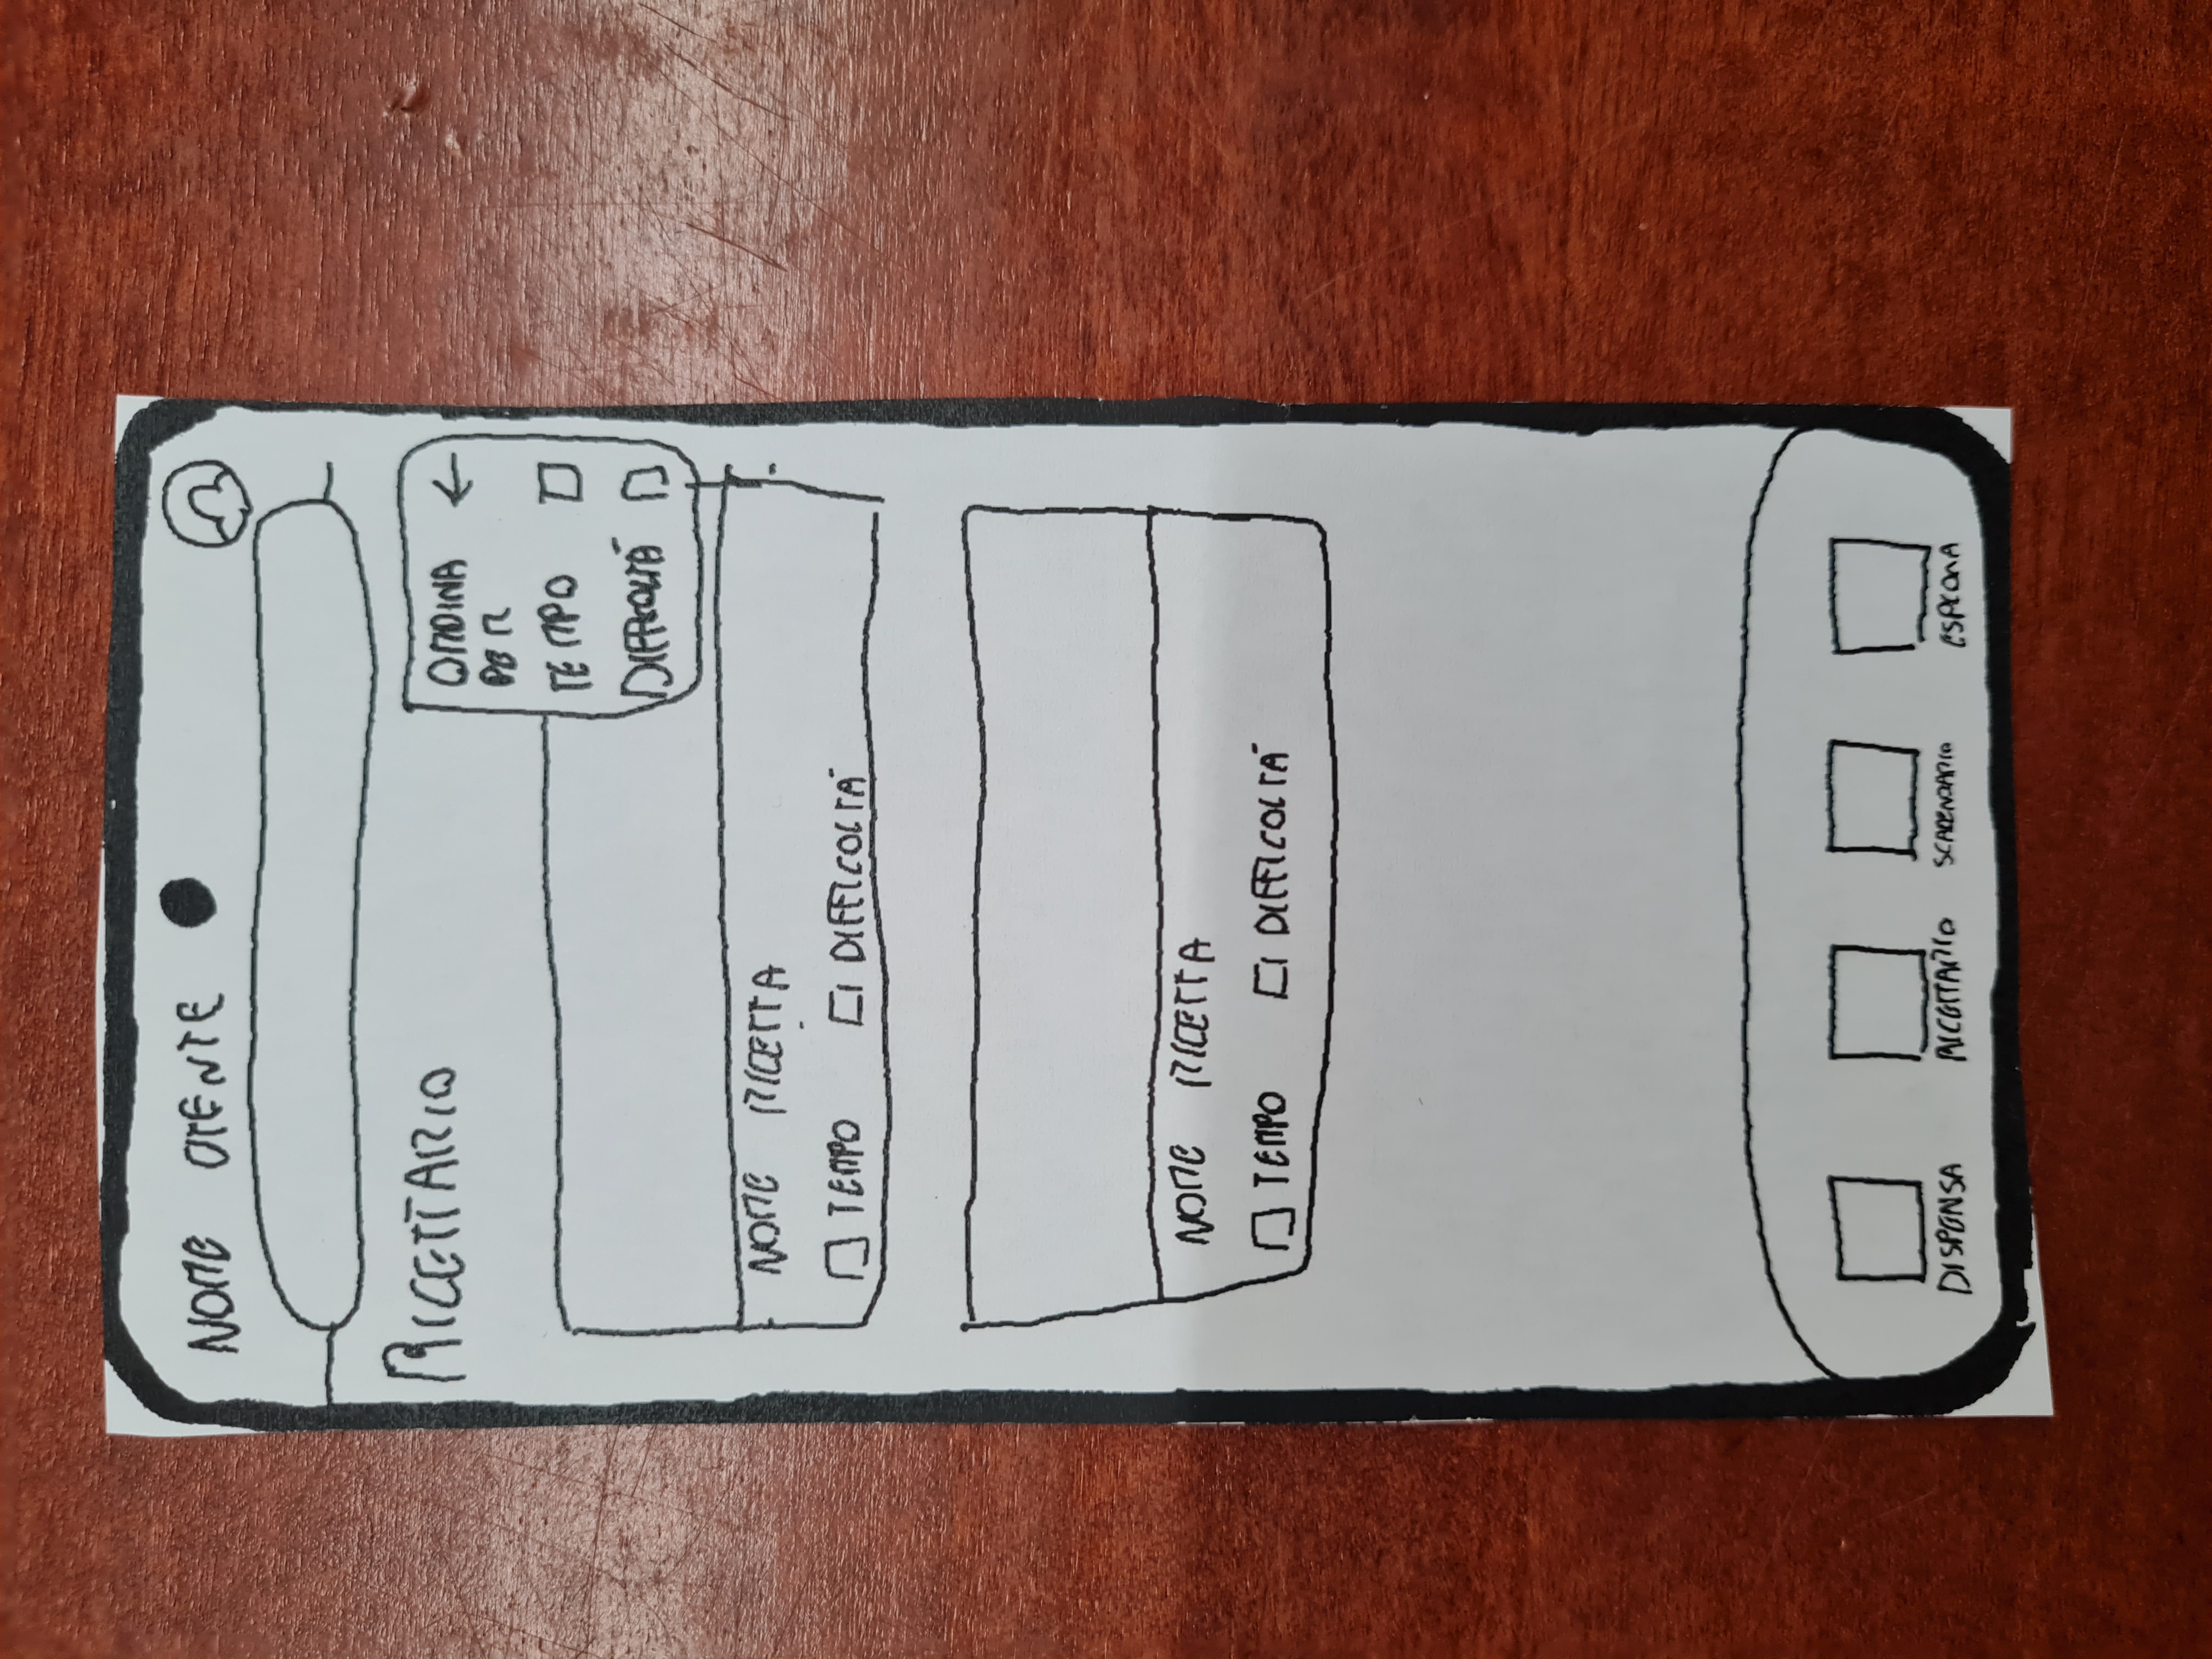 NOME UTENTE
RICETTARIO
ORDINA
PER
TEMPO
DIFFICOLTÀ
NOME RICETTA
TEMPO DIFFICOLTÀ
NOME RICETTA
TEMPO DIFFICOLTÀ
DISPENSA RICETTARIO SCADENZARIO ESPLORA